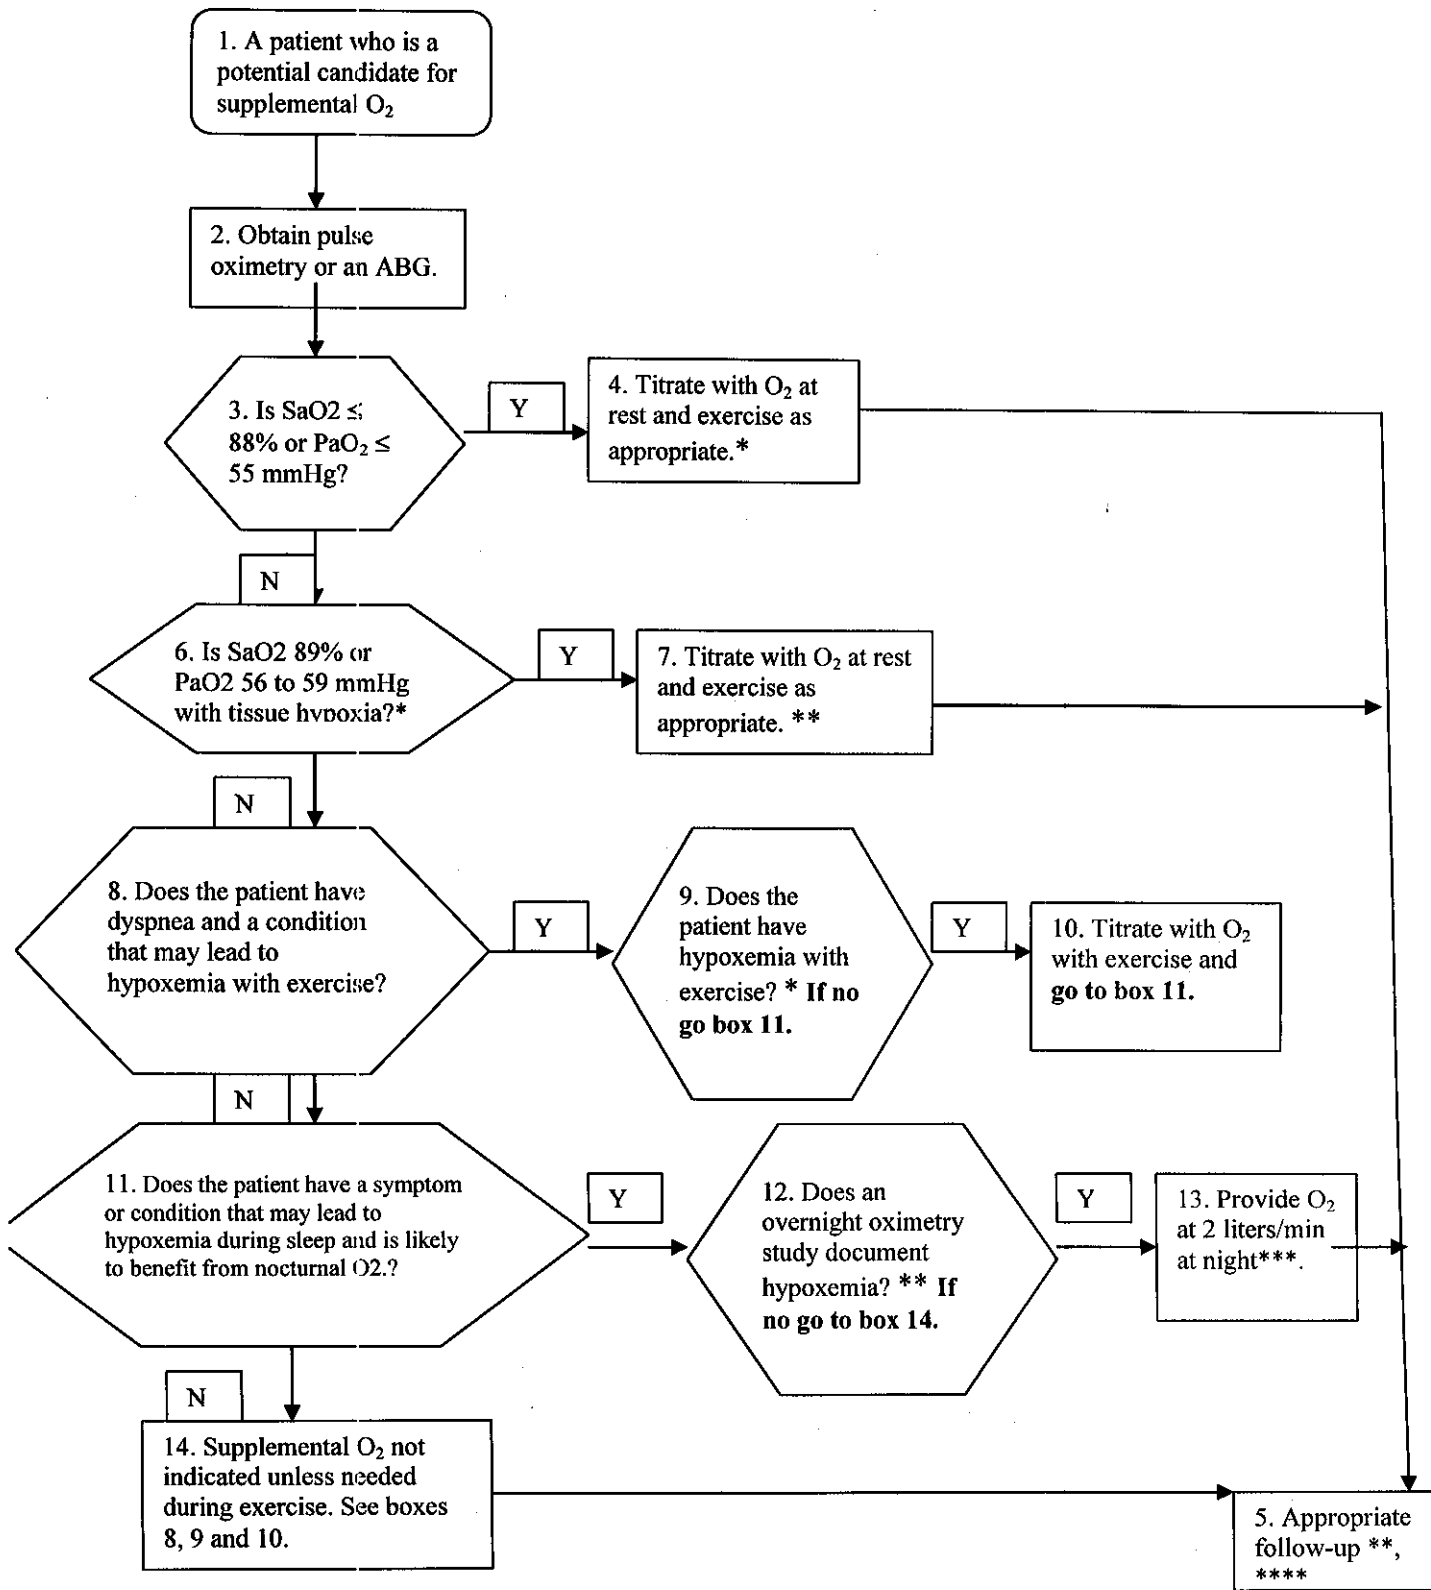 1. A patient who is a
potential candidate for
supplemental O₂
2. Obtain pulse
oximetry or an ABG.
3. Is SaO2 ≤
88% or PaO₂ ≤
55 mmHg?
Y
4. Titrate with O₂ at
rest and exercise as
appropriate.*
N
6. Is SaO2 89% or
PaO2 56 to 59 mmHg
with tissue hypoxia?*
Y
7. Titrate with O₂ at rest
and exercise as
appropriate. **
N
8. Does the patient have
dyspnea and a condition
that may lead to
hypoxemia with exercise?
Y
9. Does the
patient have
hypoxemia with
exercise? * If no
go box 11.
Y
10. Titrate with O₂
with exercise and
go to box 11.
N
11. Does the patient have a symptom
or condition that may lead to
hypoxemia during sleep and is likely
to benefit from nocturnal O2.?
Y
12. Does an
overnight oximetry
study document
hypoxemia? ** If
no go to box 14.
Y
13. Provide O₂
at 2 liters/min
at night***.
N
14. Supplemental O₂ not
indicated unless needed
during exercise. See boxes
8, 9 and 10.
5. Appropriate
follow-up **,
****